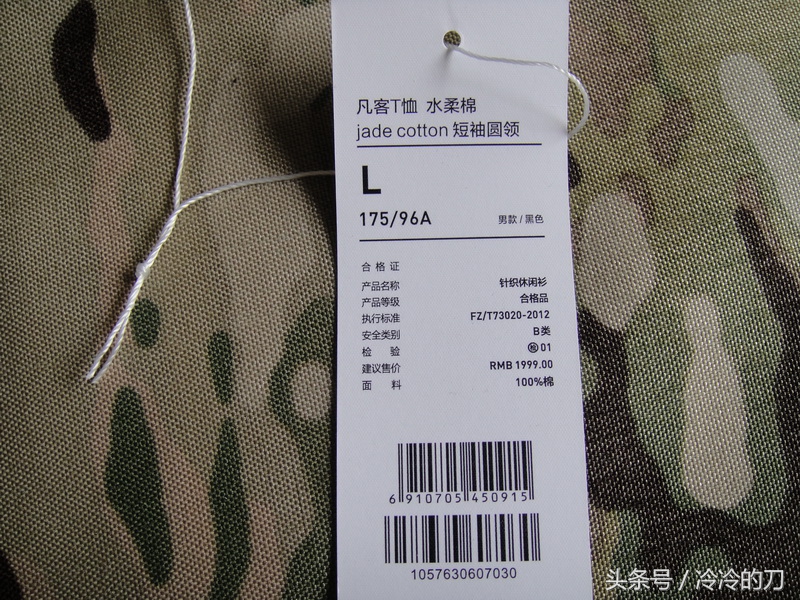 凡客T恤 水柔棉
jade cotton 短袖圆领
L
175/96A 男款/黑色
合格证
产品名称 针织休闲衫
产品等级 合格品
执行标准 FZ/T73020-2012
安全类别 B类
检 验 检01
建议售价 RMB 1999.00
面 料 100%棉
6 910705 450915
1057630607030
头条号 / 冷冷的刀